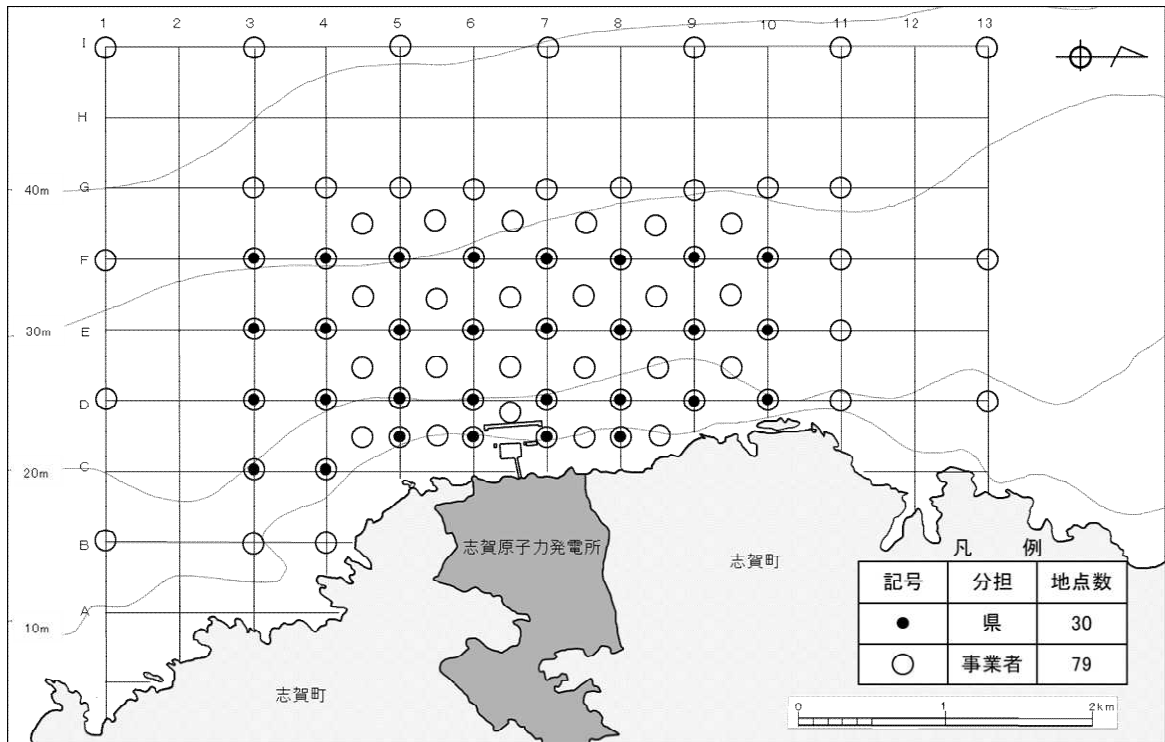 1 2 3 4 5 6 7 8 9 10 11 12 13
I
H
40m G
F
30m E
D
20m C
B
10m A
志賀原子力発電所
志賀町
志賀町
凡 例
記号 分担 地点数
● 県 30
○ 事業者 79
0 1 2km